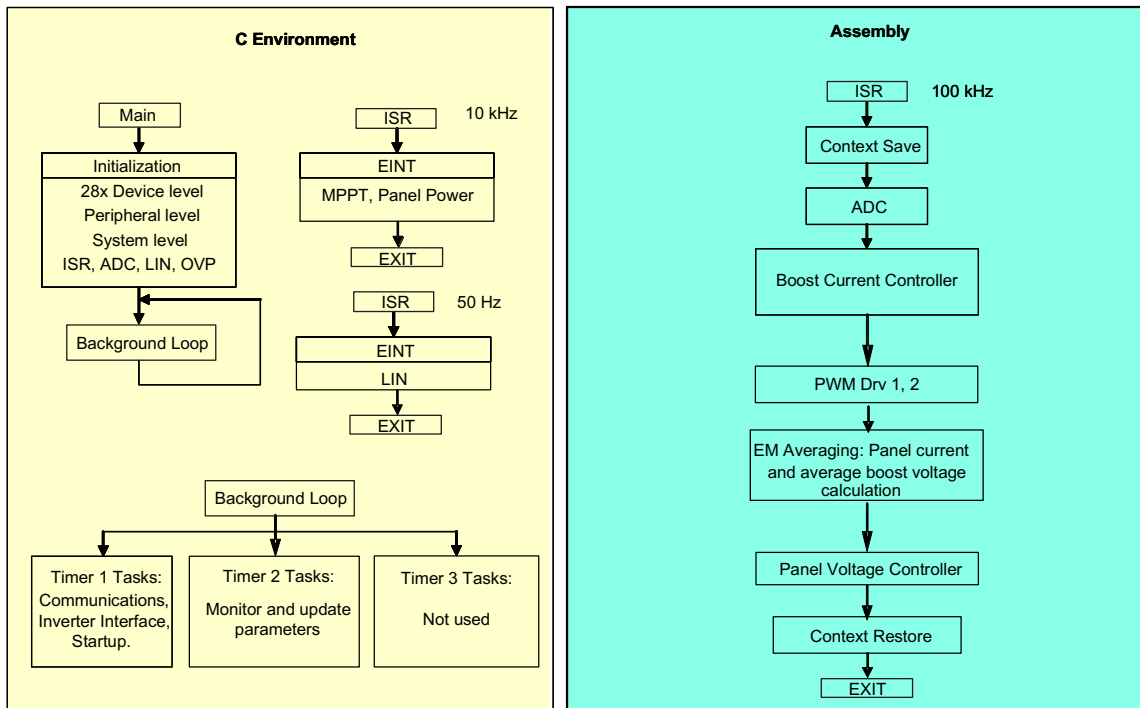 C Environment
Main
Initialization
28x Device level
Peripheral level
System level
ISR, ADC, LIN, OVP
Background Loop
ISR
10 kHz
EINT
MPPT, Panel Power
EXIT
ISR
50 Hz
EINT
LIN
EXIT
Background Loop
Timer 1 Tasks:
Communications,
Inverter Interface,
Startup.
Timer 2 Tasks:
Monitor and update
parameters
Timer 3 Tasks:
Not used
Assembly
ISR
100 kHz
Context Save
ADC
Boost Current Controller
PWM Drv 1, 2
EM Averaging: Panel current
and average boost voltage
calculation
Panel Voltage Controller
Context Restore
EXIT